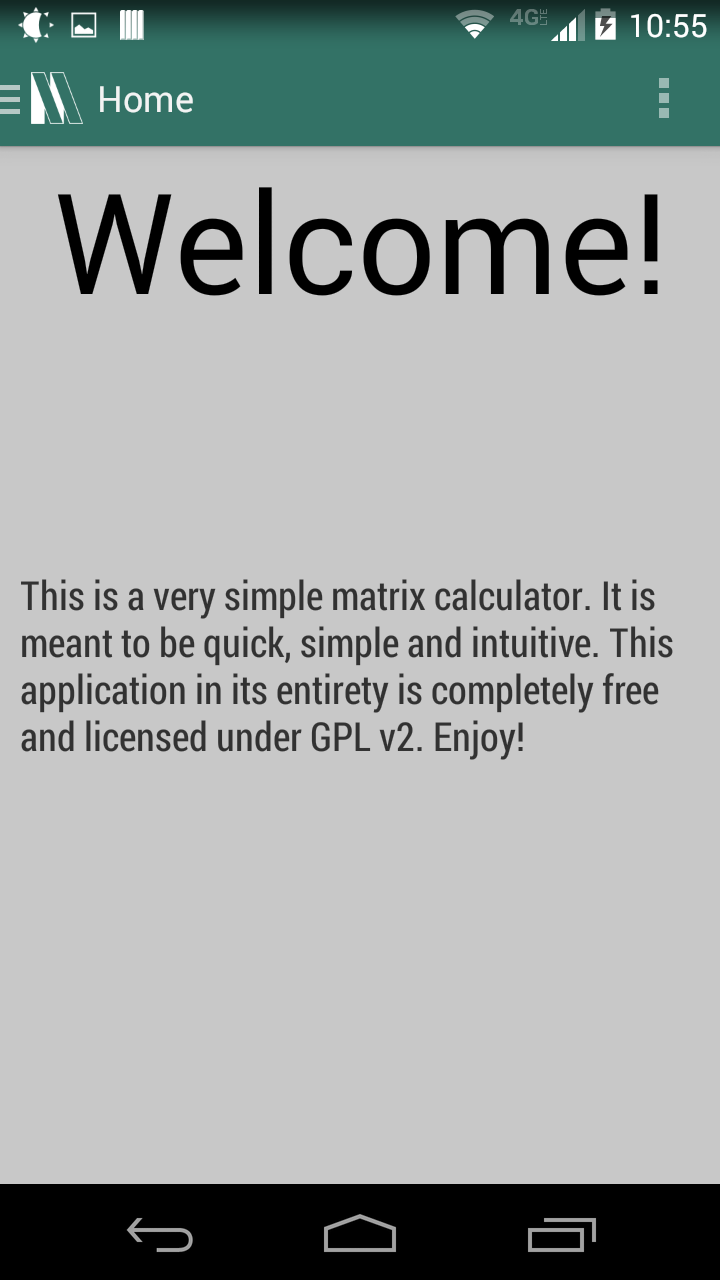 4G LTE 10:55
Home
Welcome!
This is a very simple matrix calculator. It is
meant to be quick, simple and intuitive. This
application in its entirety is completely free
and licensed under GPL v2. Enjoy!